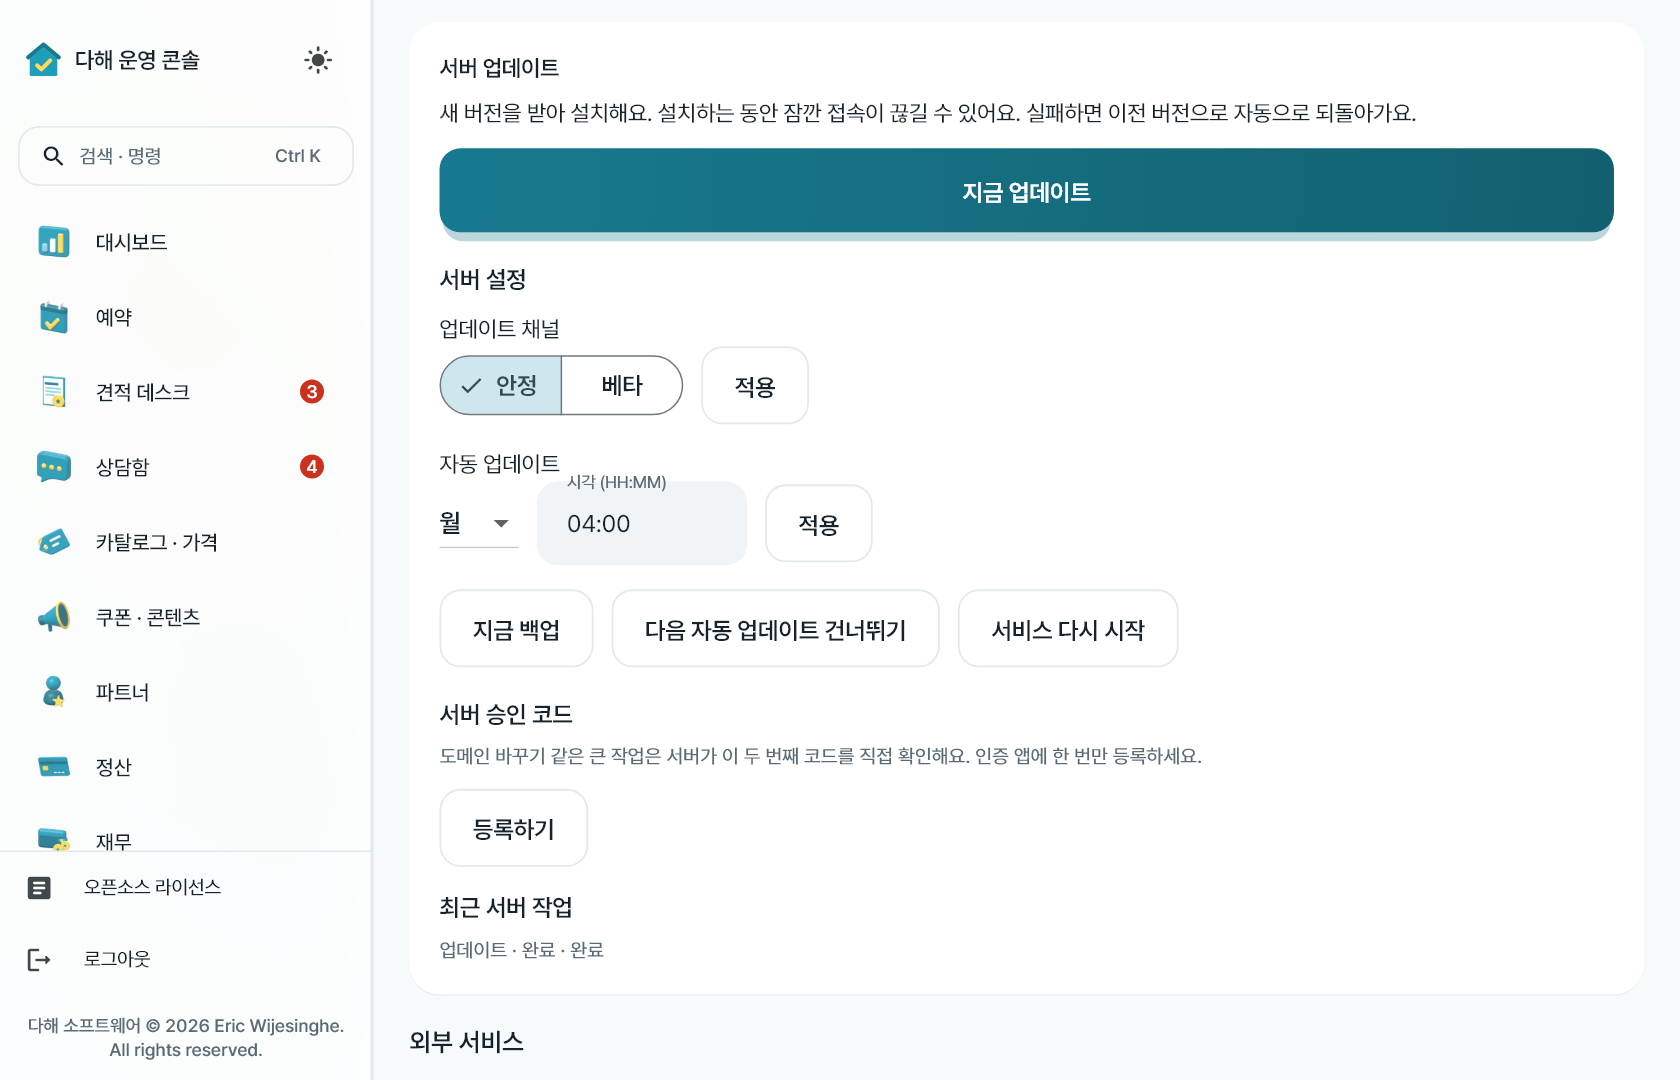 다해 운영 콘솔
검색 · 명령
Ctrl K
대시보드
예약
견적 데스크
3
상담함
4
카탈로그 · 가격
쿠폰 · 콘텐츠
파트너
정산
재무
오픈소스 라이선스
로그아웃
다해 소프트웨어 © 2026 Eric Wijesinghe.
All rights reserved.
서버 업데이트
새 버전을 받아 설치해요. 설치하는 동안 잠깐 접속이 끊길 수 있어요. 실패하면 이전 버전으로 자동으로 되돌아가요.
지금 업데이트
서버 설정
업데이트 채널
안정
베타
적용
자동 업데이트
시각 (HH:MM)
월
04:00
적용
지금 백업
다음 자동 업데이트 건너뛰기
서비스 다시 시작
서버 승인 코드
도메인 바꾸기 같은 큰 작업은 서버가 이 두 번째 코드를 직접 확인해요. 인증 앱에 한 번만 등록하세요.
등록하기
최근 서버 작업
업데이트 · 완료 · 완료
외부 서비스